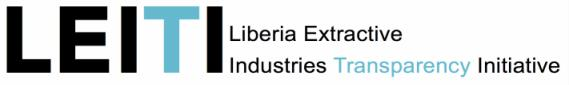 LEITI
Liberia Extractive
Industries Transparency Initiative